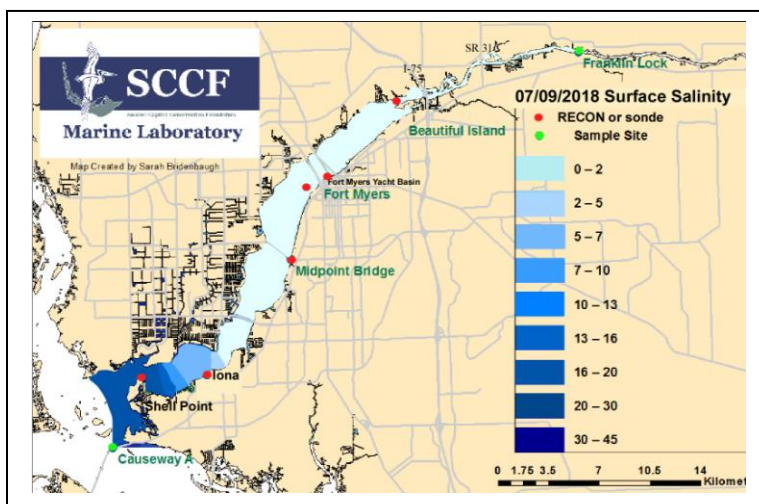 SCCF
Marine Laboratory
Map Created by Sarah Bridenbaugh
SR 31
I-75
Franklin Lock
Beautiful Island
Fort Myers Yacht Basin
Fort Myers
Midpoint Bridge
Iona
Shell Point
Causeway A
07/09/2018 Surface Salinity
RECON or sonde
Sample Site
0 – 2
2 – 5
5 – 7
7 – 10
10 – 13
13 – 16
16 – 20
20 – 30
30 – 45
0 1.75 3.5 7 10.5 14
Kilomet